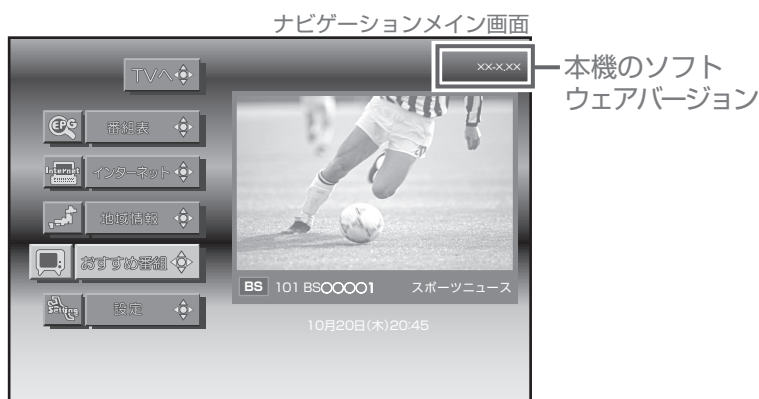 ナビゲーションメイン画面
XX-X.XX
本機のソフト
ウェアバージョン
TVへ
EPG
番組表
Internet
インターネット
地域情報
おすすめ番組
Setting
設定
BS 101 BS○○○○1 スポーツニュース
10月20日(木)20:45